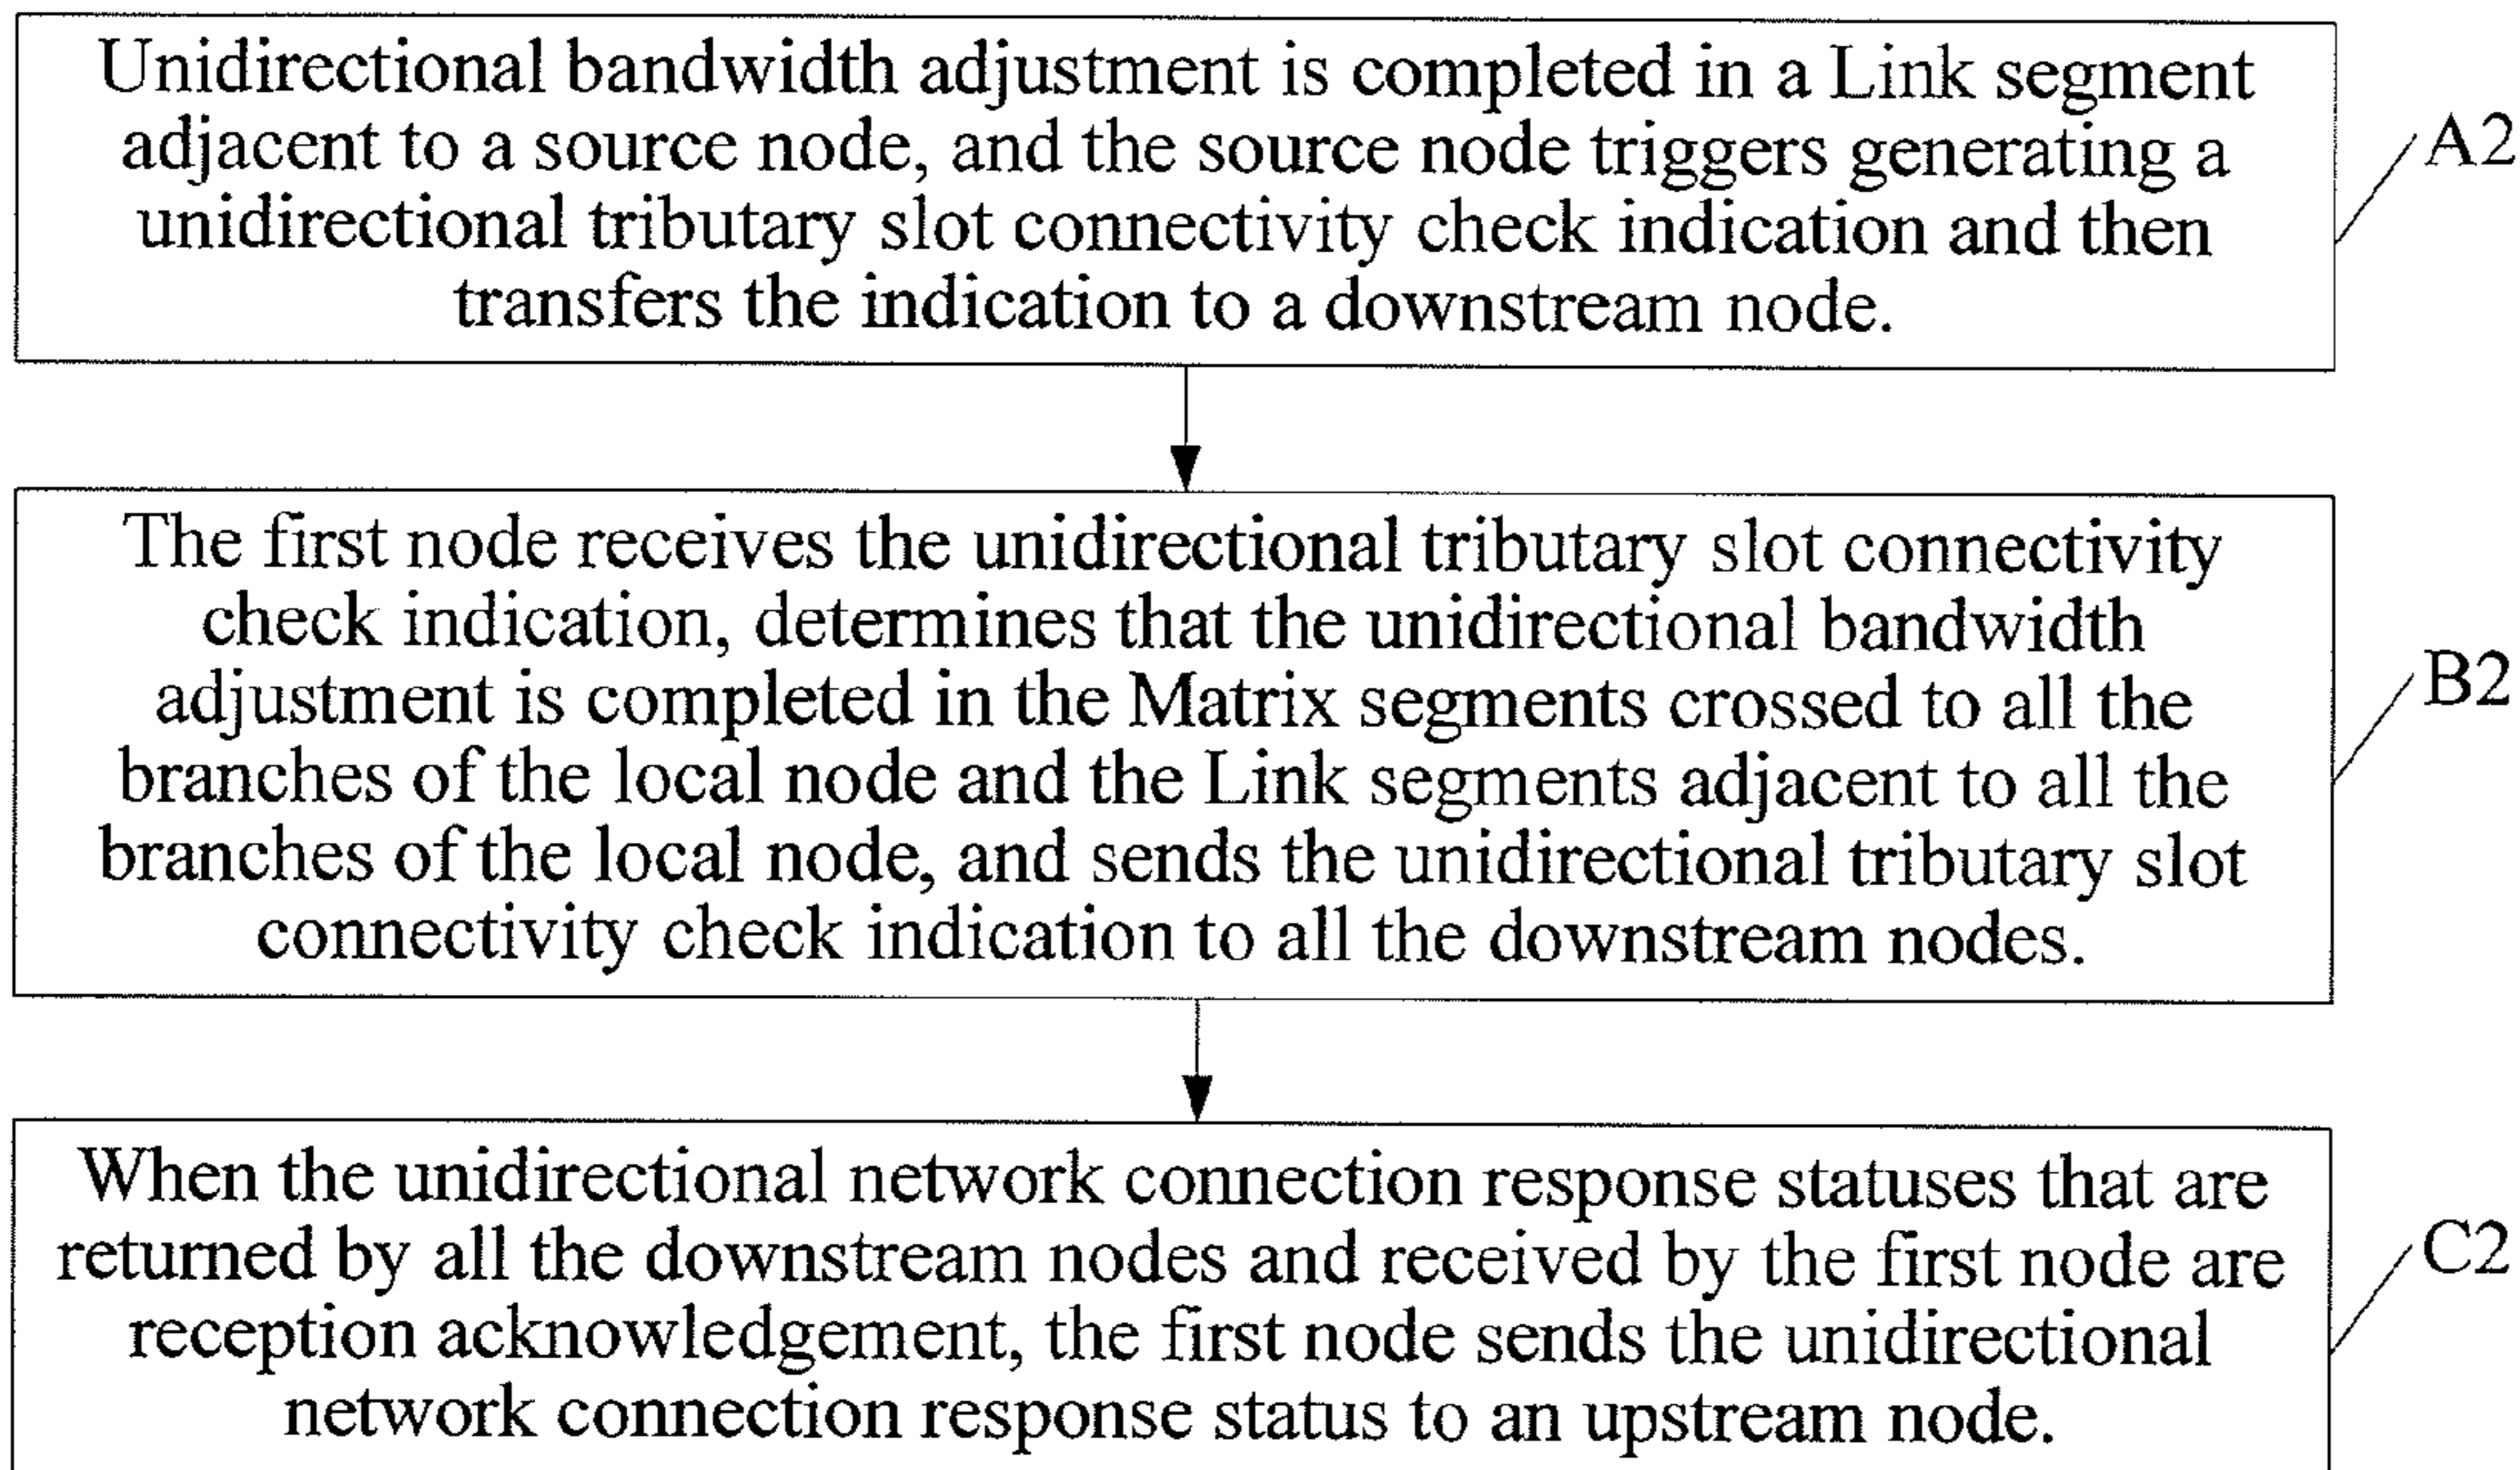 Unidirectional bandwidth adjustment is completed in a Link segment
adjacent to a source node, and the source node triggers generating a
unidirectional tributary slot connectivity check indication and then
transfers the indication to a downstream node.
A2
The first node receives the unidirectional tributary slot connectivity
check indication, determines that the unidirectional bandwidth
adjustment is completed in the Matrix segments crossed to all the
branches of the local node and the Link segments adjacent to all the
branches of the local node, and sends the unidirectional tributary slot
connectivity check indication to all the downstream nodes.
B2
When the unidirectional network connection response statuses that are
returned by all the downstream nodes and received by the first node are
reception acknowledgement, the first node sends the unidirectional
network connection response status to an upstream node.
C2